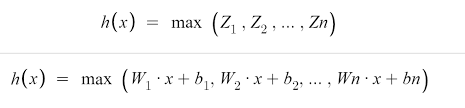 h(x) = max (Z₁ , Z₂ , ... , Zn)
h(x) = max (W₁ · x + b₁, W₂ · x + b₂, ... , Wn · x + bn)